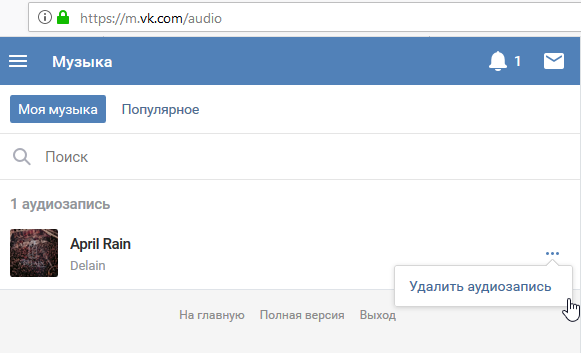 https://m.vk.com/audio
Музыка 1
Моя музыка Популярное
Поиск
1 аудиозапись
April Rain
Delain
Удалить аудиозапись
На главную Полная версия Выход